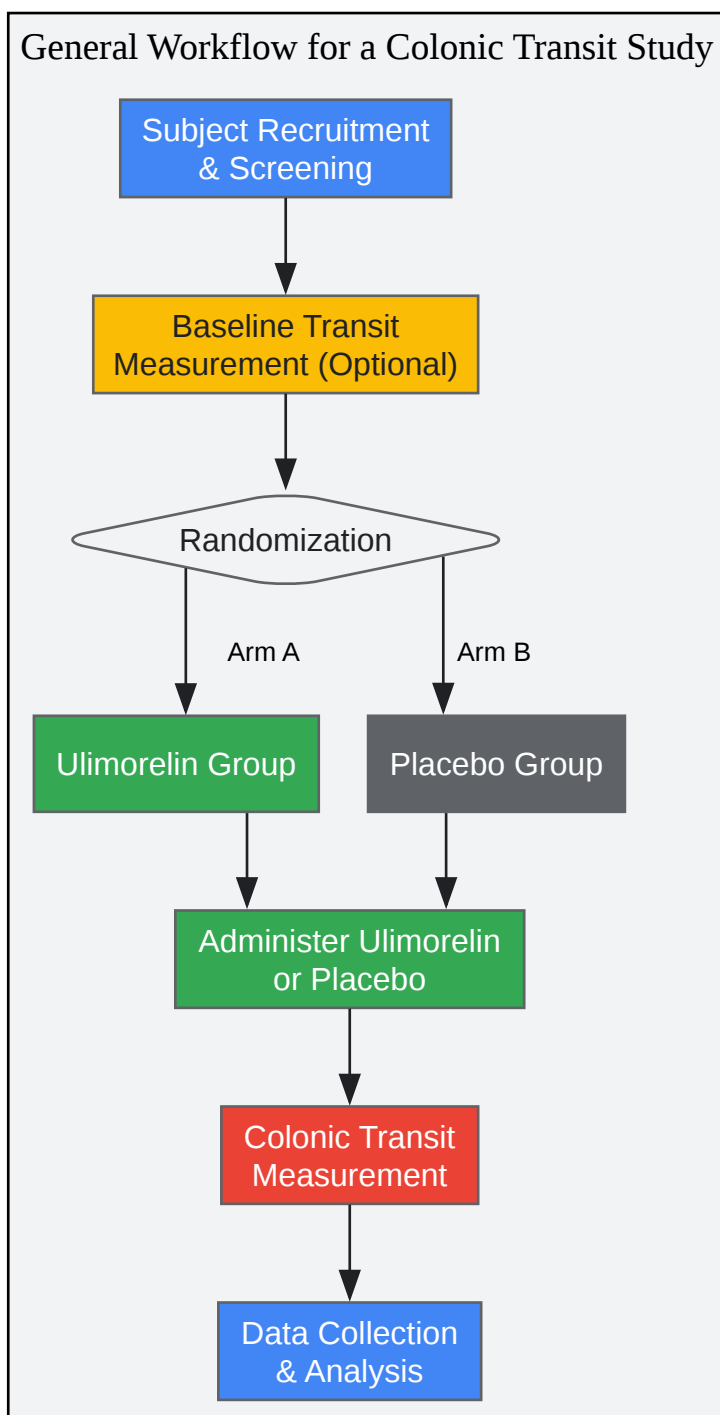 General Workflow for a Colonic Transit Study
Subject Recruitment
& Screening
Baseline Transit
Measurement (Optional)
Randomization
Arm A
Arm B
Ulimorelin Group
Placebo Group
Administer Ulimorelin
or Placebo
Colonic Transit
Measurement
Data Collection
& Analysis